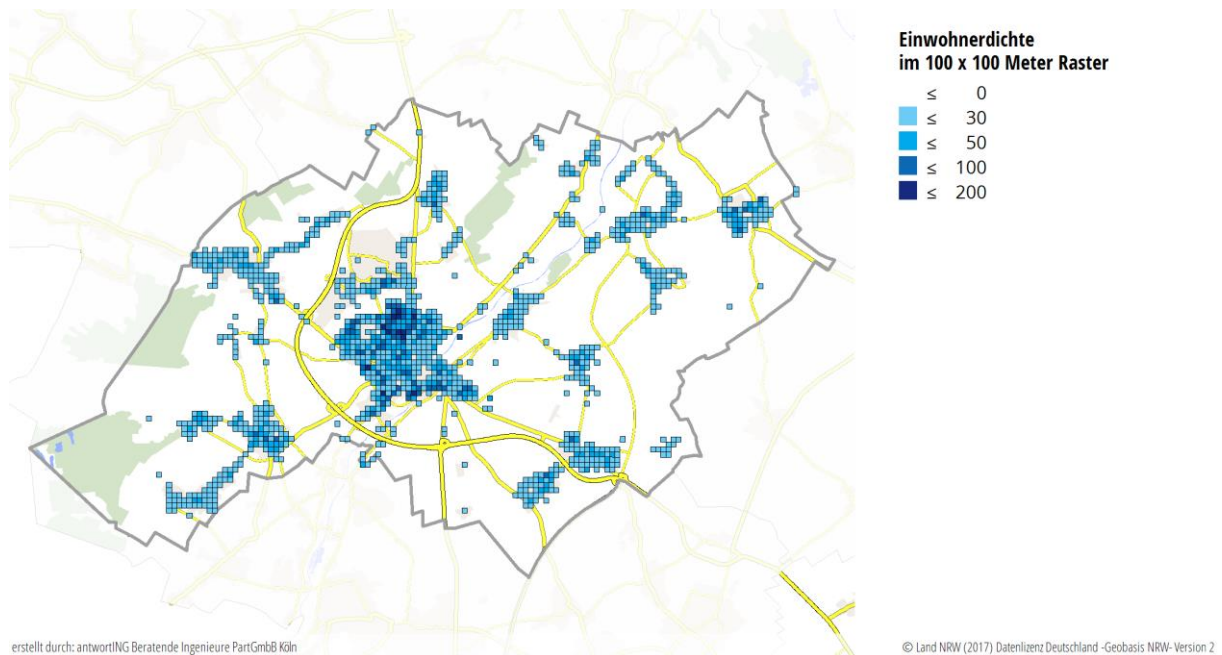 Einwohnerdichte
im 100 x 100 Meter Raster
≤ 0
≤ 30
≤ 50
≤ 100
≤ 200
erstellt durch: antwortING Beratende Ingenieure PartGmbB Köln
© Land NRW (2017) Datenlizenz Deutschland -Geobasis NRW- Version 2